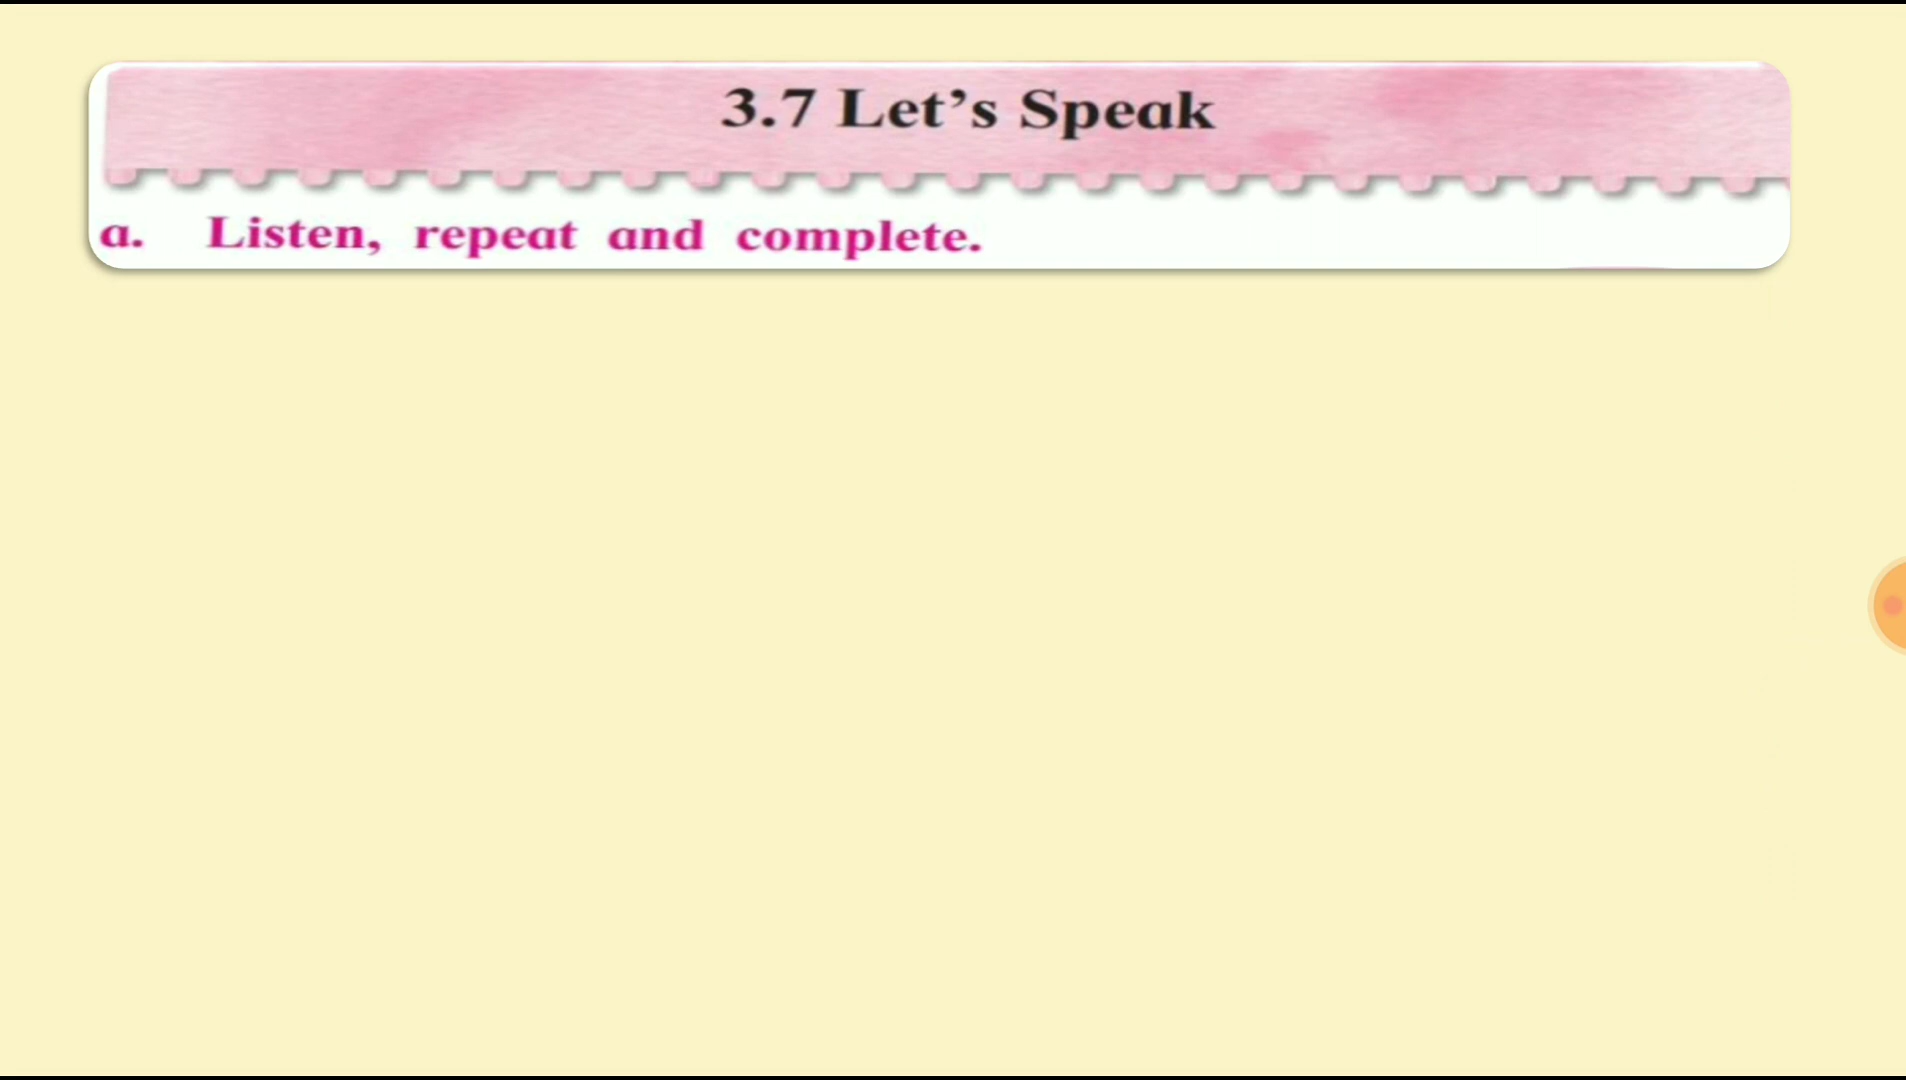 3.7 Let's Speak
a. Listen, repeat and complete.